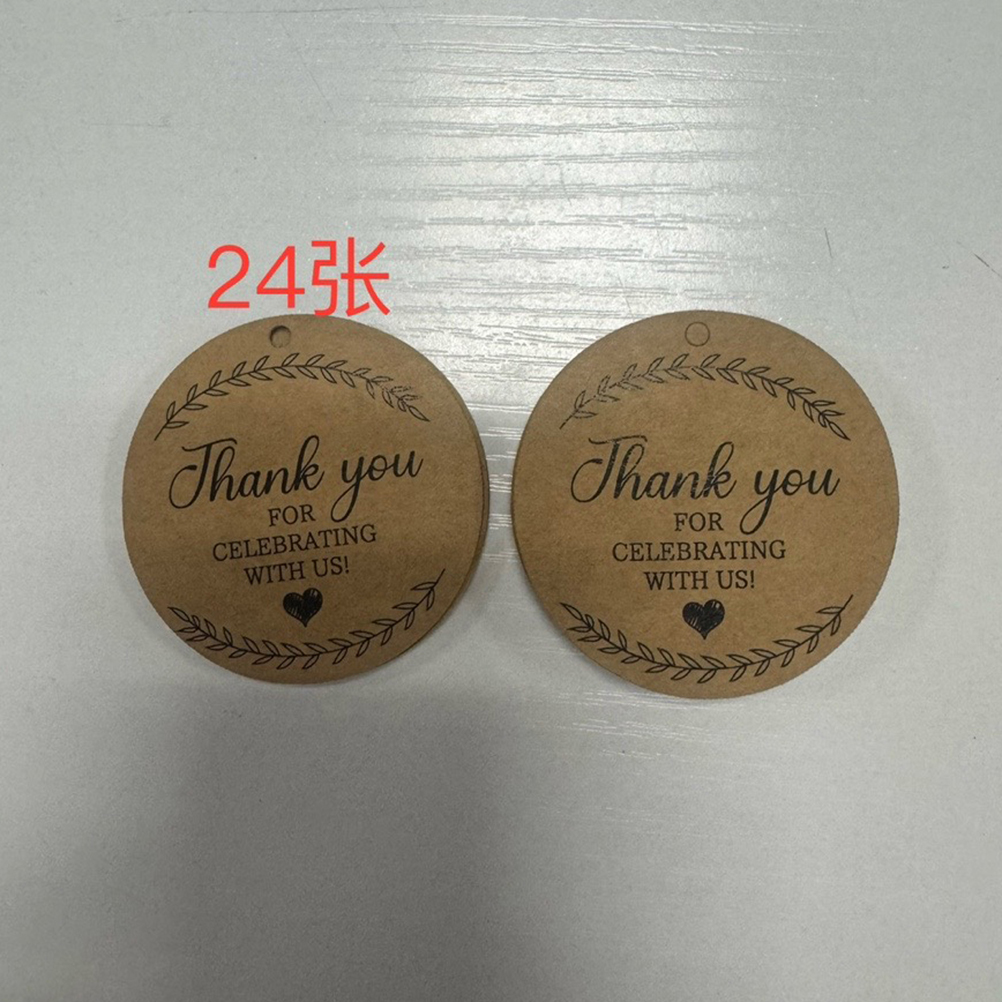 24张
Thank you
FOR
CELEBRATING
WITH US!
Thank you
FOR
CELEBRATING
WITH US!